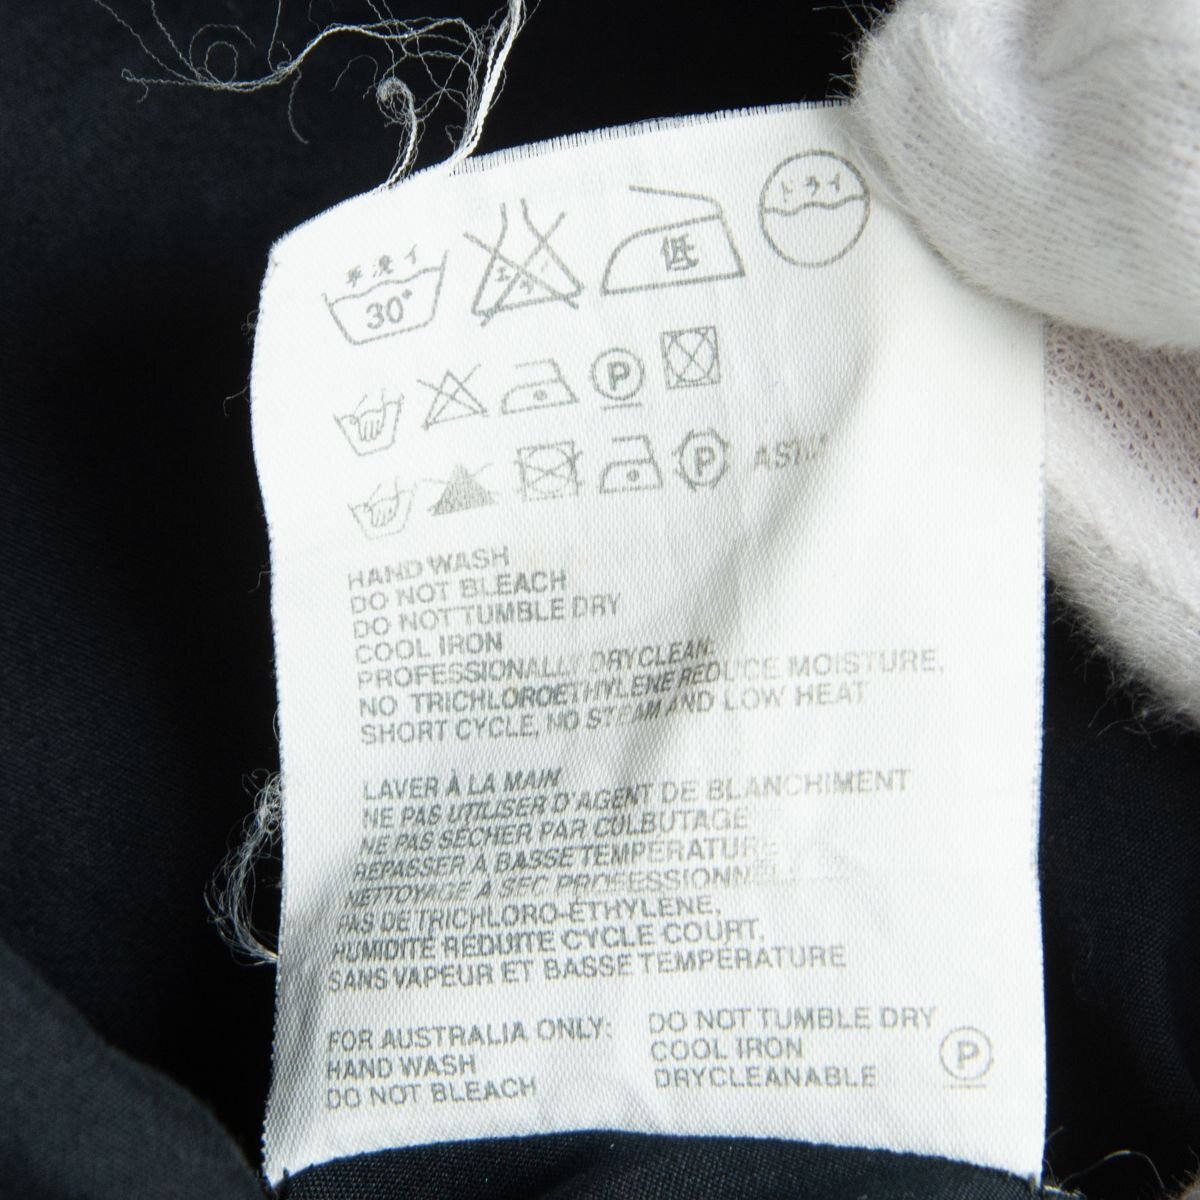 手洗イ
30°
エンソ
低
ドライ
P
P
HAND WASH
DO NOT BLEACH
DO NOT TUMBLE DRY
COOL IRON
PROFESSIONALLY DRYCLEAN:
NO TRICHLOROETHYLENE REDUCE MOISTURE,
SHORT CYCLE, NO STEAM AND LOW HEAT
LAVER À LA MAIN
NE PAS UTILISER D'AGENT DE BLANCHIMENT
NE PAS SÉCHER PAR CULBUTAGE
REPASSER À BASSE TEMPÉRATURE
NETTOYAGE À SEC PROFESSIONNEL
PAS DE TRICHLORO-ÉTHYLÈNE,
HUMIDITÉ RÉDUITE CYCLE COURT,
SANS VAPEUR ET BASSE TEMPÉRATURE
FOR AUSTRALIA ONLY:
HAND WASH
DO NOT BLEACH
DO NOT TUMBLE DRY
COOL IRON
DRYCLEANABLE
P